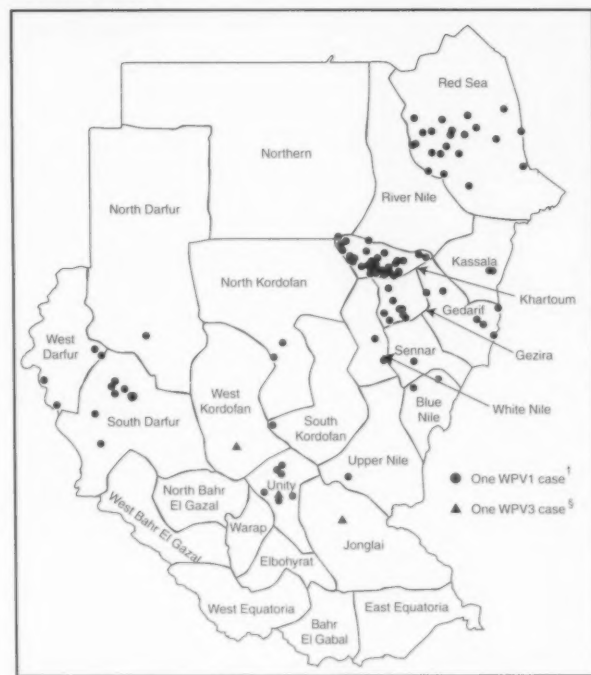 Red Sea
Northern
River Nile
North Darfur
Kassala
North Kordofan
Khartoum
West
Darfur
Gedarif
Gezira
Sennar
West
Kordofan
White Nile
South Darfur
South
Kordofan
Blue
Nile
Upper Nile
One WPV1 case†
North Bahr
El Gazal
Unity
One WPV3 case§
West Bahr El Gazal
Warap
Jonglai
Elbohyrat
West Equatoria
East Equatoria
Bahr
El Gabal